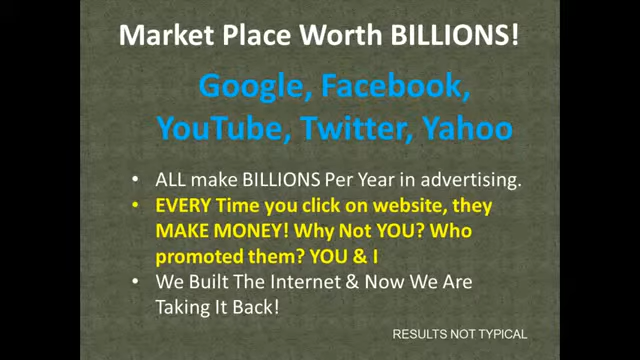 Market Place Worth BILLIONS!
Google, Facebook,
YouTube, Twitter, Yahoo
• ALL make BILLIONS Per Year in advertising.
• EVERY Time you click on website, they
MAKE MONEY! Why Not YOU? Who
promoted them? YOU & I
• We Built The Internet & Now We Are
Taking It Back!
RESULTS NOT TYPICAL